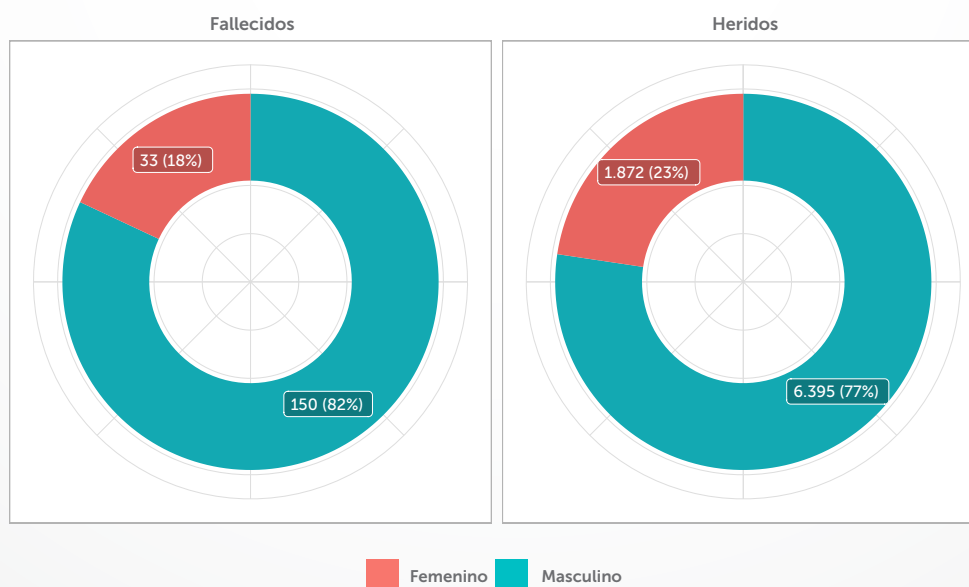 Fallecidos
33 (18%)
150 (82%)
Heridos
1.872 (23%)
6.395 (77%)
Femenino
Masculino